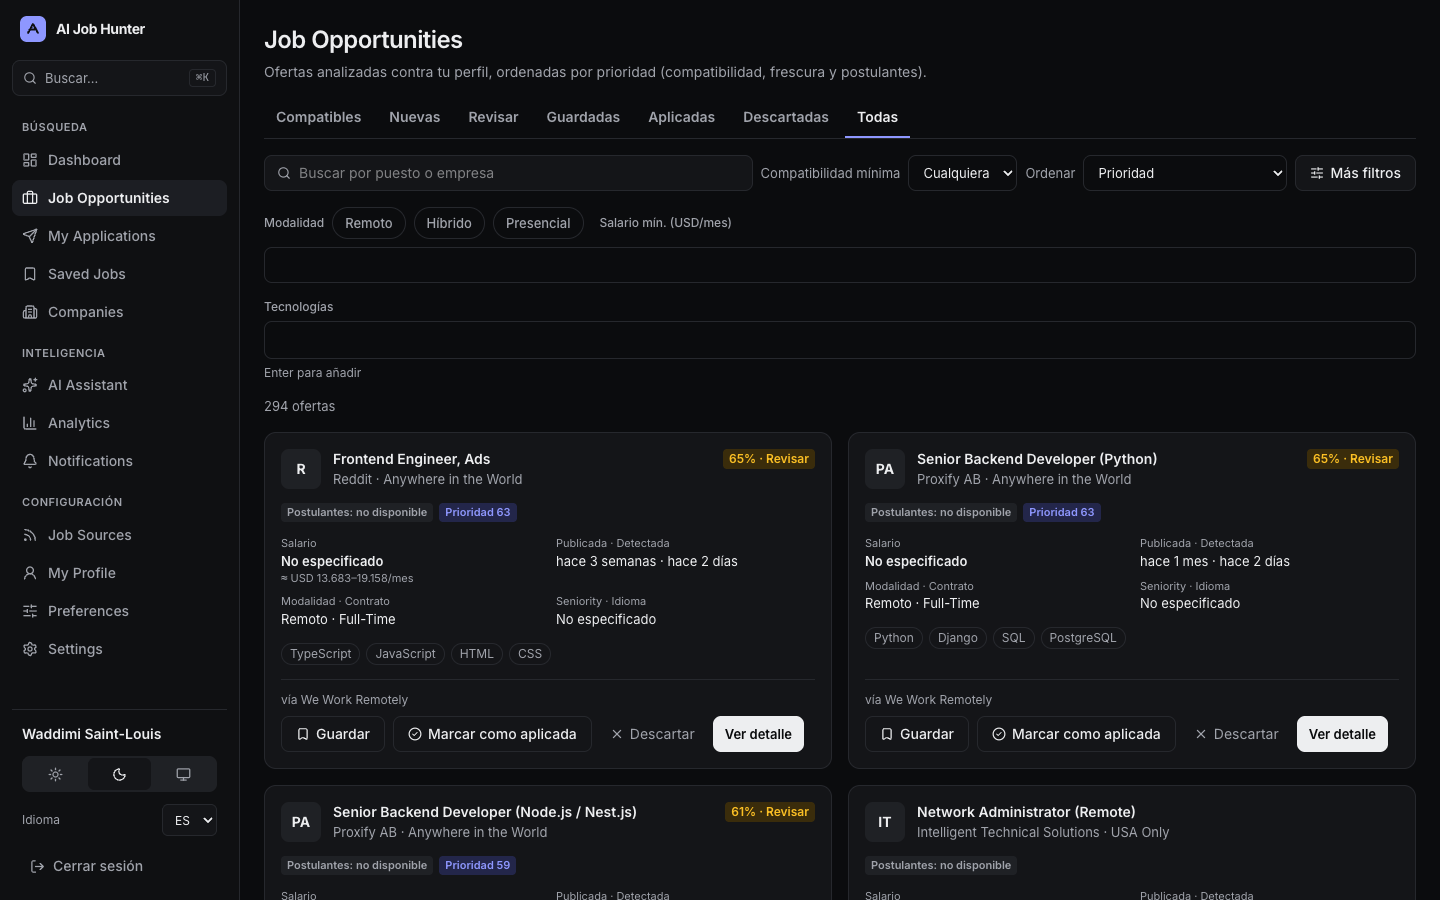 AI Job Hunter
Buscar...
⌘K
BÚSQUEDA
Dashboard
Job Opportunities
My Applications
Saved Jobs
Companies
INTELIGENCIA
AI Assistant
Analytics
Notifications
CONFIGURACIÓN
Job Sources
My Profile
Preferences
Settings
Waddimi Saint-Louis
Idioma
ES
Cerrar sesión
Job Opportunities
Ofertas analizadas contra tu perfil, ordenadas por prioridad (compatibilidad, frescura y postulantes).
Compatibles Nuevas Revisar Guardadas Aplicadas Descartadas Todas
Buscar por puesto o empresa Compatibilidad mínima Cualquiera Ordenar Prioridad Más filtros
Modalidad Remoto Híbrido Presencial Salario mín. (USD/mes)
Tecnologías
Enter para añadir
294 ofertas
R
Frontend Engineer, Ads
65% · Revisar
Reddit · Anywhere in the World
Postulantes: no disponible Prioridad 63
Salario
No especificado
≈ USD 13.683–19.158/mes
Publicada · Detectada
hace 3 semanas · hace 2 días
Modalidad · Contrato
Remoto · Full-Time
Seniority · Idioma
No especificado
TypeScript JavaScript HTML CSS
vía We Work Remotely
Guardar Marcar como aplicada Descartar Ver detalle
PA
Senior Backend Developer (Python)
65% · Revisar
Proxify AB · Anywhere in the World
Postulantes: no disponible Prioridad 63
Salario
No especificado
Publicada · Detectada
hace 1 mes · hace 2 días
Modalidad · Contrato
Remoto · Full-Time
Seniority · Idioma
No especificado
Python Django SQL PostgreSQL
vía We Work Remotely
Guardar Marcar como aplicada Descartar Ver detalle
PA
Senior Backend Developer (Node.js / Nest.js)
61% · Revisar
Proxify AB · Anywhere in the World
Postulantes: no disponible Prioridad 59
Salario
Publicada · Detectada
IT
Network Administrator (Remote)
Intelligent Technical Solutions · USA Only
Postulantes: no disponible
Salario
Publicada · Detectada